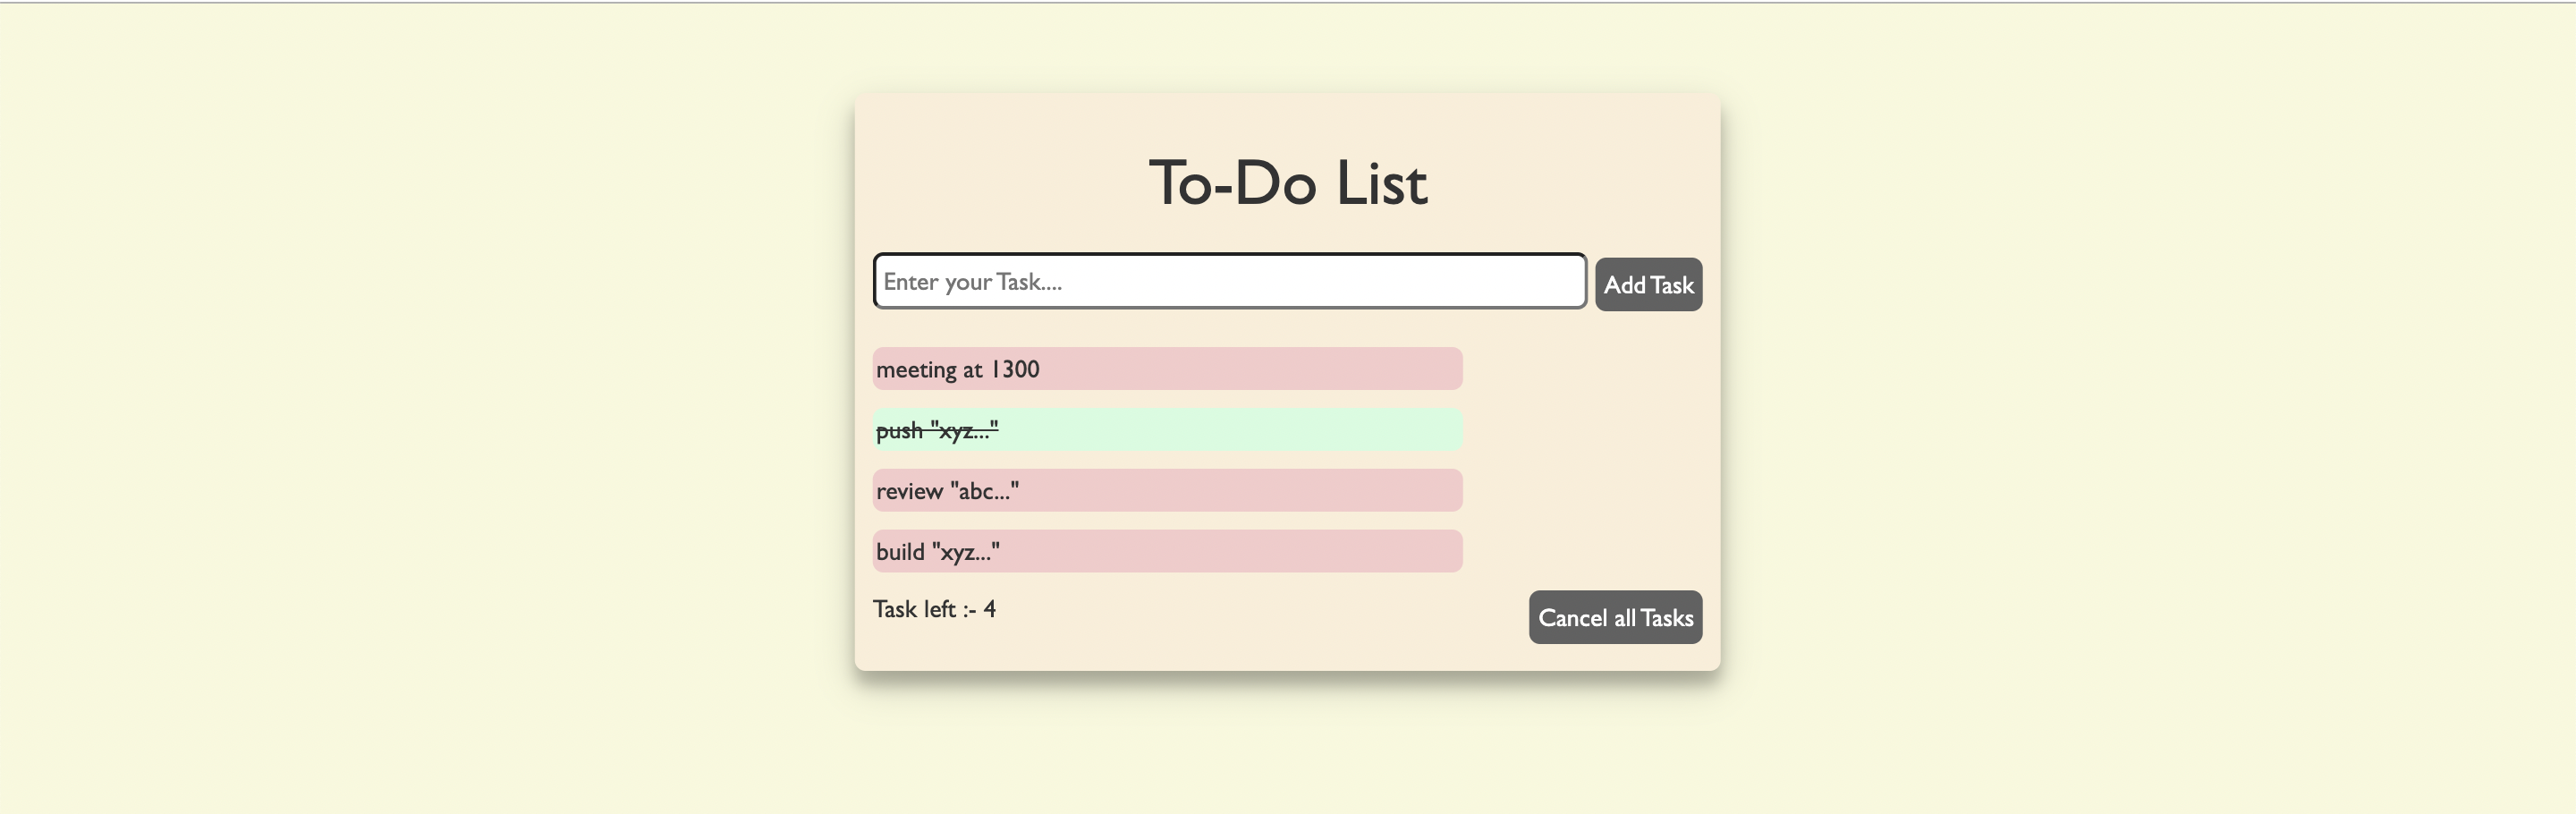 To-Do List
Enter your Task....
Add Task
meeting at 1300
push "xyz..."
review "abc..."
build "xyz..."
Task left :- 4
Cancel all Tasks